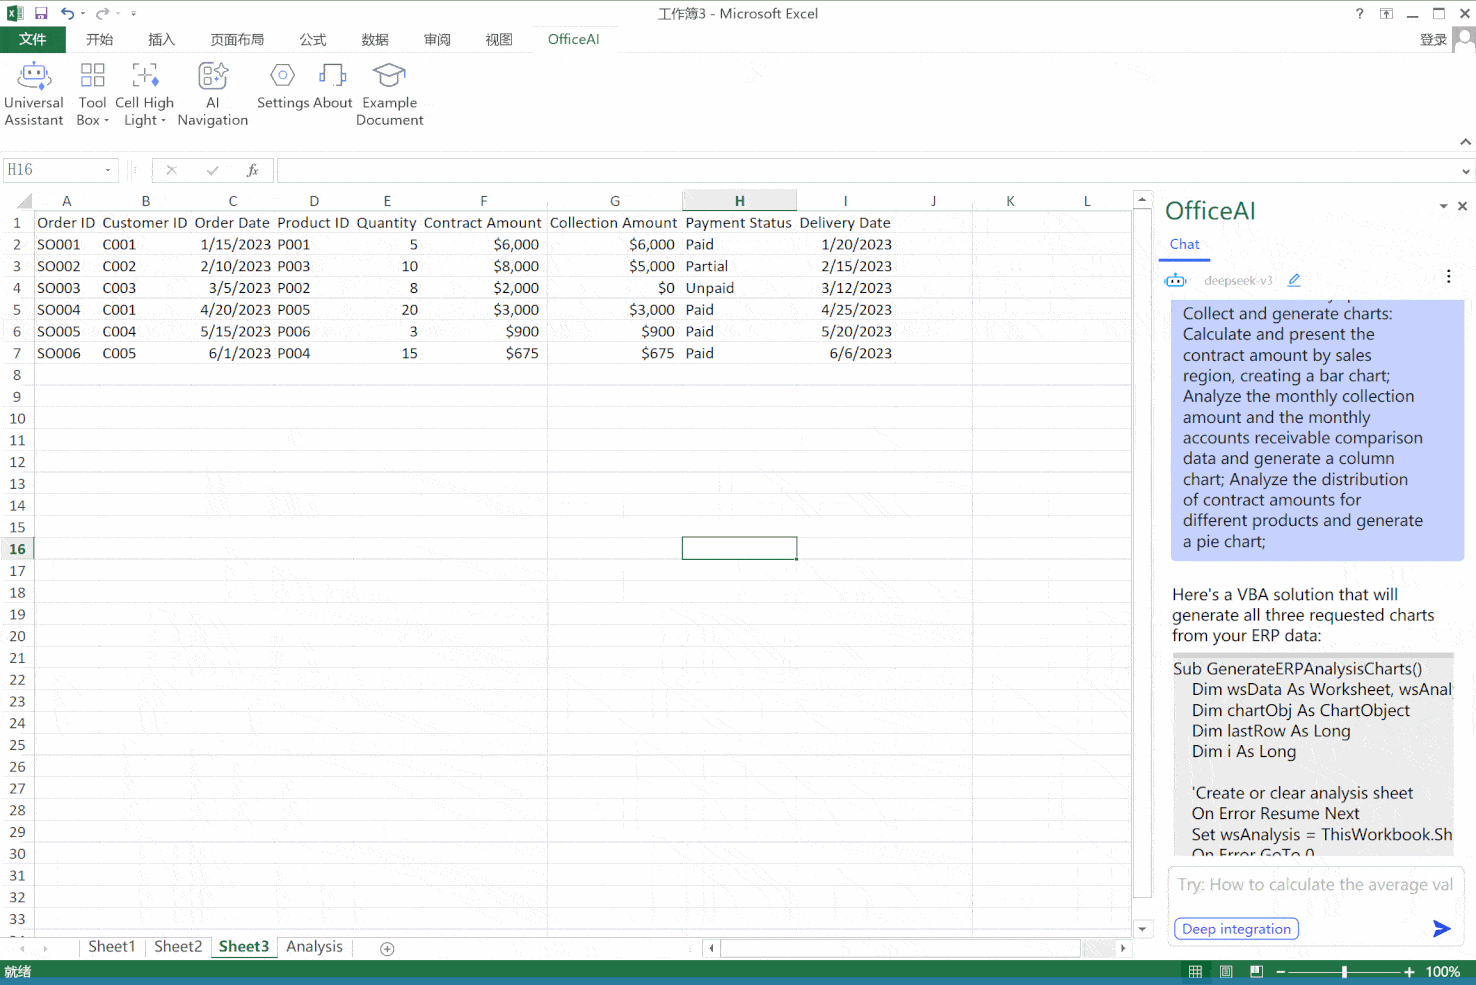 工作簿3 - Microsoft Excel
文件 开始 插入 页面布局 公式 数据 审阅 视图 OfficeAI 登录
Universal Assistant
Tool Box
Cell High Light
AI Navigation
Settings
About
Example Document
H16 fx
A B C D E F G H I J K L
1 Order ID Customer ID Order Date Product ID Quantity Contract Amount Collection Amount Payment Status Delivery Date
2 SO001 C001 1/15/2023 P001 5 $6,000 $6,000 Paid 1/20/2023
3 SO002 C002 2/10/2023 P003 10 $8,000 $5,000 Partial 2/15/2023
4 SO003 C003 3/5/2023 P002 8 $2,000 $0 Unpaid 3/12/2023
5 SO004 C001 4/20/2023 P005 20 $3,000 $3,000 Paid 4/25/2023
6 SO005 C004 5/15/2023 P006 3 $900 $900 Paid 5/20/2023
7 SO006 C005 6/1/2023 P004 15 $675 $675 Paid 6/6/2023
8
9
10
11
12
13
14
15
16
17
18
19
20
21
22
23
24
25
26
27
28
29
30
31
32
33
Sheet1 Sheet2 Sheet3 Analysis
就绪
100%
OfficeAI
Chat
deepseek-v3
Collect and generate charts:
Calculate and present the
contract amount by sales
region, creating a bar chart;
Analyze the monthly collection
amount and the monthly
accounts receivable comparison
data and generate a column
chart; Analyze the distribution
of contract amounts for
different products and generate
a pie chart;
Here's a VBA solution that will
generate all three requested charts
from your ERP data:
Sub GenerateERPAnalysisCharts()
Dim wsData As Worksheet, wsAnal
Dim chartObj As ChartObject
Dim lastRow As Long
Dim i As Long
'Create or clear analysis sheet
On Error Resume Next
Set wsAnalysis = ThisWorkbook.Sh
On Error GoTo 0
Try: How to calculate the average val
Deep integration